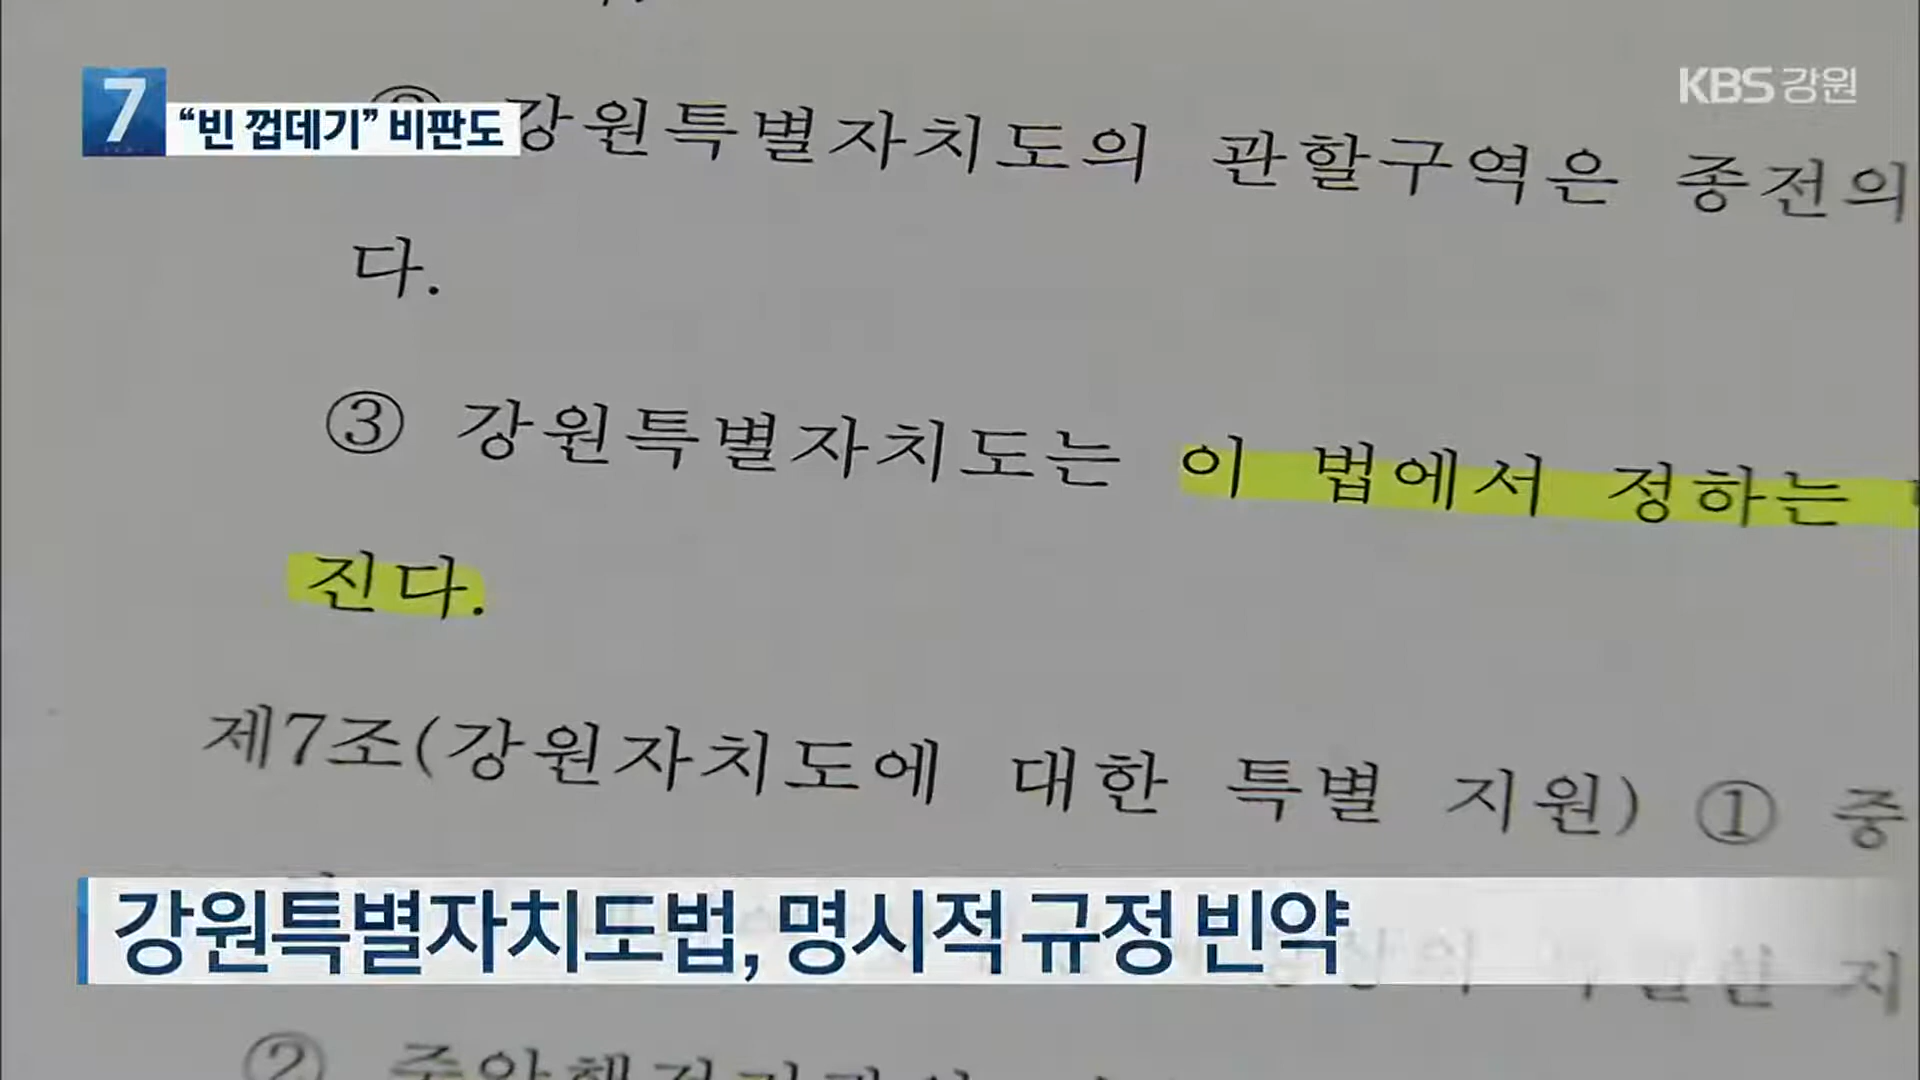 7
“빈 껍데기” 비판도
KBS 강원
강원특별자치도의 관할구역은 종전의
다.
③ 강원특별자치도는 이 법에서 정하는
진다.
제7조(강원자치도에 대한 특별 지원) ① 중
강원특별자치도법, 명시적 규정 빈약
지
②